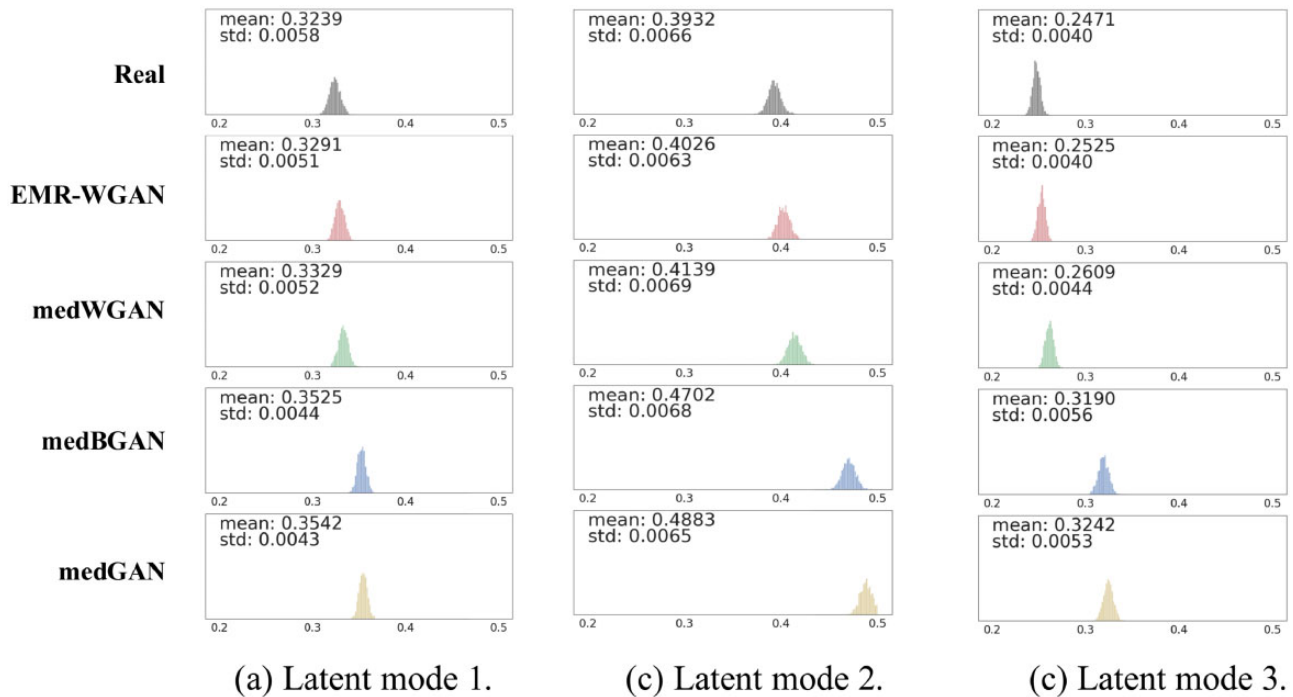 Real
mean: 0.3239
std: 0.0058
0.2 0.3 0.4 0.5
mean: 0.3932
std: 0.0066
0.2 0.3 0.4 0.5
mean: 0.2471
std: 0.0040
0.2 0.3 0.4 0.5
EMR-WGAN
mean: 0.3291
std: 0.0051
0.2 0.3 0.4 0.5
mean: 0.4026
std: 0.0063
0.2 0.3 0.4 0.5
mean: 0.2525
std: 0.0040
0.2 0.3 0.4 0.5
medWGAN
mean: 0.3329
std: 0.0052
0.2 0.3 0.4 0.5
mean: 0.4139
std: 0.0069
0.2 0.3 0.4 0.5
mean: 0.2609
std: 0.0044
0.2 0.3 0.4 0.5
medBGAN
mean: 0.3525
std: 0.0044
0.2 0.3 0.4 0.5
mean: 0.4702
std: 0.0068
0.2 0.3 0.4 0.5
mean: 0.3190
std: 0.0056
0.2 0.3 0.4 0.5
medGAN
mean: 0.3542
std: 0.0043
0.2 0.3 0.4 0.5
mean: 0.4883
std: 0.0065
0.2 0.3 0.4 0.5
mean: 0.3242
std: 0.0053
0.2 0.3 0.4 0.5
(a) Latent mode 1.
(c) Latent mode 2.
(c) Latent mode 3.